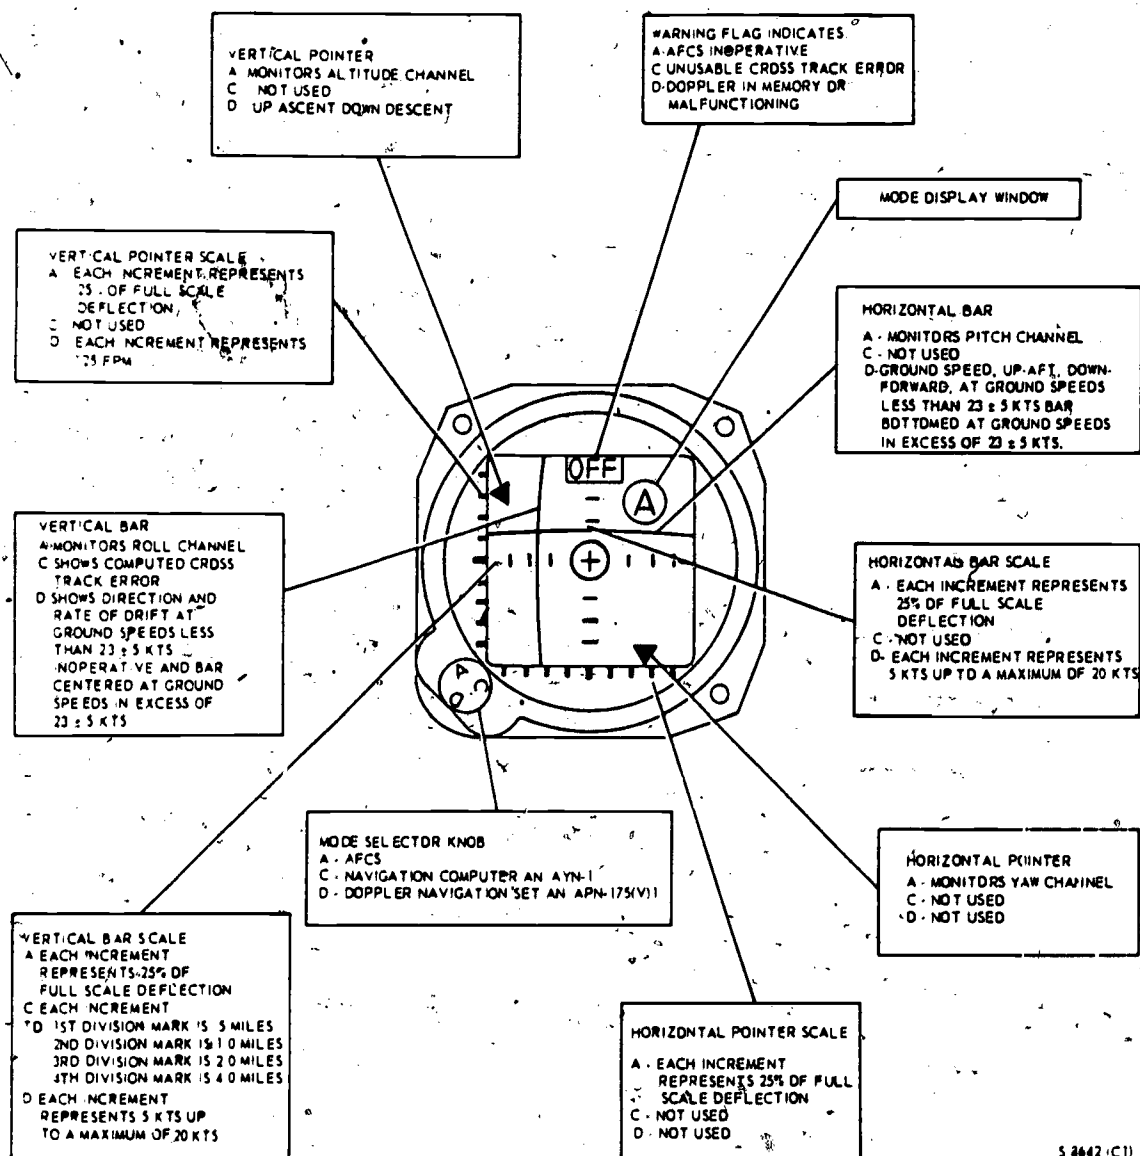 VERTICAL POINTER
A MONITORS ALTITUDE CHANNEL
C NOT USED
D UP ASCENT DOWN DESCENT
WARNING FLAG INDICATES
A-AFCS INOPERATIVE
C UNUSABLE CROSS TRACK ERROR
D-DOPPLER IN MEMORY OR
MALFUNCTIONING
MODE DISPLAY WINDOW
VERTICAL POINTER SCALE
A EACH INCREMENT REPRESENTS
OF FULL SCALE
DEFLECTION
C NOT USED
D EACH INCREMENT REPRESENTS
FPM
HORIZONTAL BAR
A - MONITORS PITCH CHANNEL
C - NOT USED
D-GROUND SPEED, UP-AFT, DOWN-
FORWARD, AT GROUND SPEEDS
LESS THAN 23 ± 5 KTS BAR
BOTTOMED AT GROUND SPEEDS
IN EXCESS OF 23 ± 5 KTS.
OFF
A
VERTICAL BAR
A-MONITORS ROLL CHANNEL
C SHOWS COMPUTED CROSS
TRACK ERROR
D SHOWS DIRECTION AND
RATE OF DRIFT AT
GROUND SPEEDS LESS
THAN 23 ± 5 KTS
INOPERATIVE AND BAR
CENTERED AT GROUND
SPEEDS IN EXCESS OF
23 ± 5 KTS
HORIZONTAL BAR SCALE
A - EACH INCREMENT REPRESENTS
25% OF FULL SCALE
DEFLECTION
C - NOT USED
D- EACH INCREMENT REPRESENTS
5 KTS UP TO A MAXIMUM OF 20 KTS
A
C
D
MODE SELECTOR KNOB
A - AFCS
C - NAVIGATION COMPUTER AN AYN-1
D - DOPPLER NAVIGATION SET AN APN-175(V)1
HORIZONTAL POINTER
A - MONITORS YAW CHANNEL
C - NOT USED
D - NOT USED
VERTICAL BAR SCALE
A EACH INCREMENT
REPRESENTS 25% OF
FULL SCALE DEFLECTION
C EACH INCREMENT
TO 1ST DIVISION MARK IS 5 MILES
2ND DIVISION MARK IS 1 0 MILES
3RD DIVISION MARK IS 2 0 MILES
4TH DIVISION MARK IS 4 0 MILES
D EACH INCREMENT
REPRESENTS 5 KTS UP
TO A MAXIMUM OF 20 KTS
HORIZONTAL POINTER SCALE
A - EACH INCREMENT
REPRESENTS 25% OF FULL
SCALE DEFLECTION
C - NOT USED
D - NOT USED
S 2642 (C1)